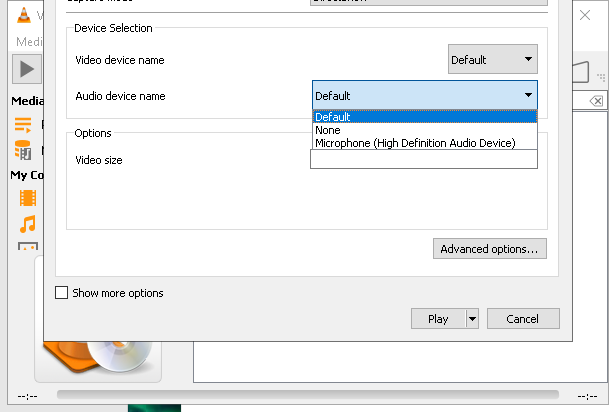 Device Selection
Video device name
Default
Audio device name
Default
Default
None
Microphone (High Definition Audio Device)
Options
Video size
Advanced options...
Show more options
Play
Cancel
Medi
Media
My Co
--:--
--:--